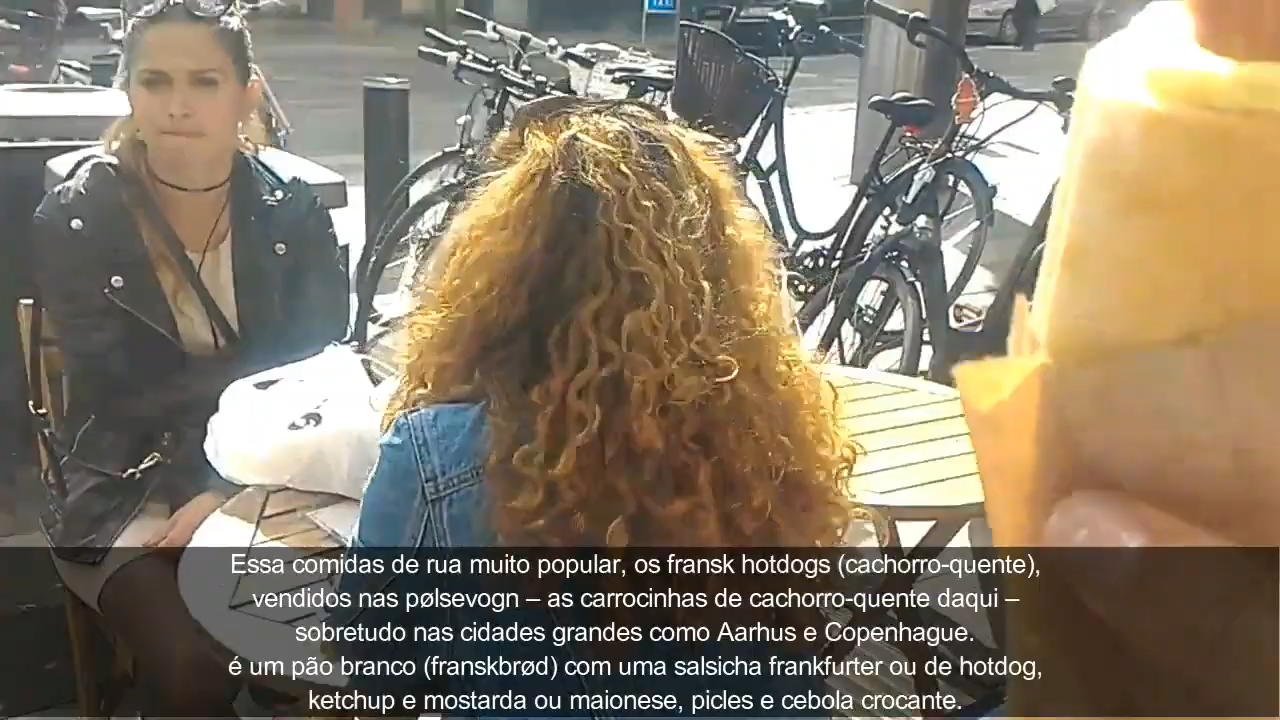 TAXI
Essa comidas de rua muito popular, os fransk hotdogs (cachorro-quente),
vendidos nas pølsevogn – as carrocinhas de cachorro-quente daqui –
sobretudo nas cidades grandes como Aarhus e Copenhague.
é um pão branco (franskbrød) com uma salsicha frankfurter ou de hotdog,
ketchup e mostarda ou maionese, picles e cebola crocante.